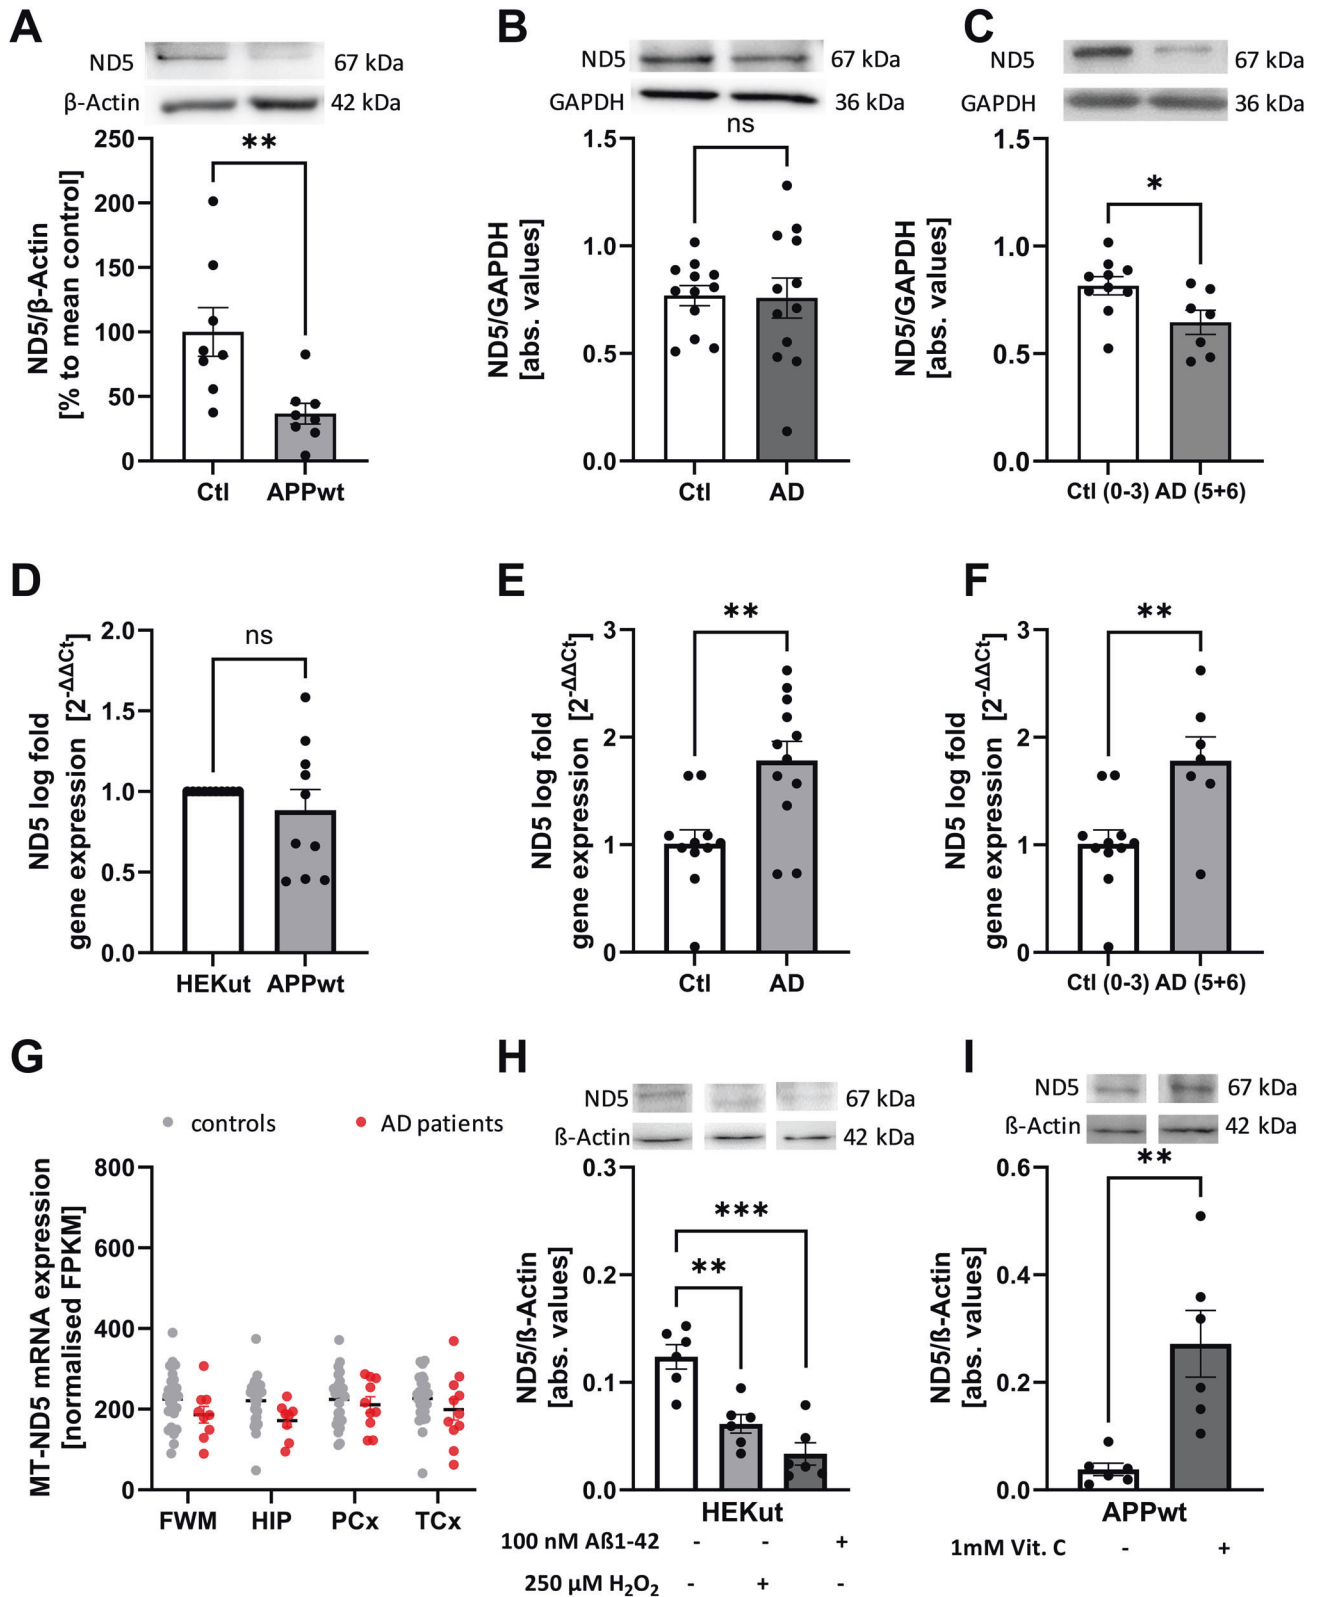 A
ND5 67 kDa
β-Actin 42 kDa
**
250
200
150
100
50
0
ND5/β-Actin
[% to mean control]
Ctl APPwt
B
ND5 67 kDa
GAPDH 36 kDa
ns
1.5
1.0
0.5
0.0
ND5/GAPDH
[abs. values]
Ctl AD
C
ND5 67 kDa
GAPDH 36 kDa
*
1.5
1.0
0.5
0.0
ND5/GAPDH
[abs. values]
Ctl (0-3) AD (5+6)
D
ns
2.0
1.5
1.0
0.5
0.0
ND5 log fold
gene expression [2-ΔΔCt]
HEKut APPwt
E
**
3
2
1
0
ND5 log fold
gene expression [2-ΔΔCt]
Ctl AD
F
**
3
2
1
0
ND5 log fold
gene expression [2-ΔΔCt]
Ctl (0-3) AD (5+6)
G
controls AD patients
800
600
400
200
0
MT-ND5 mRNA expression
[normalised FPKM]
FWM HIP PCx TCx
H
ND5 67 kDa
ß-Actin 42 kDa
0.3
0.2
0.1
0.0
***
**
ND5/ß-Actin
[abs. values]
HEKut
100 nM Aß1-42 - - +
250 µM H2O2 - + -
I
ND5 67 kDa
ß-Actin 42 kDa
**
0.6
0.4
0.2
0.0
ND5/ß-Actin
[abs. values]
APPwt
1mM Vit. C - +